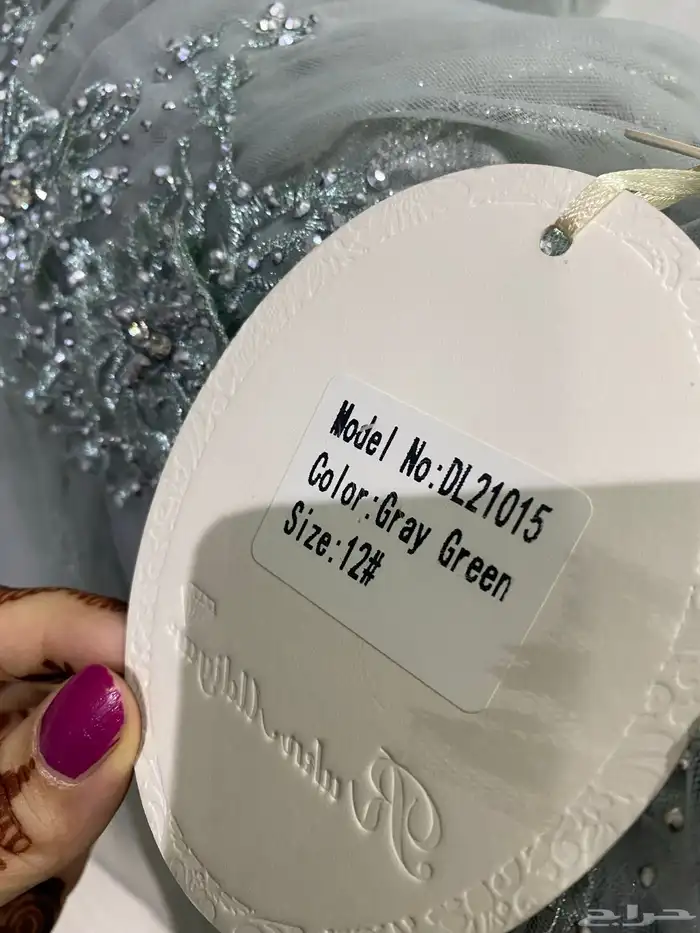 Model No:DL21015
Color:Gray Green
Size:12#
حراج